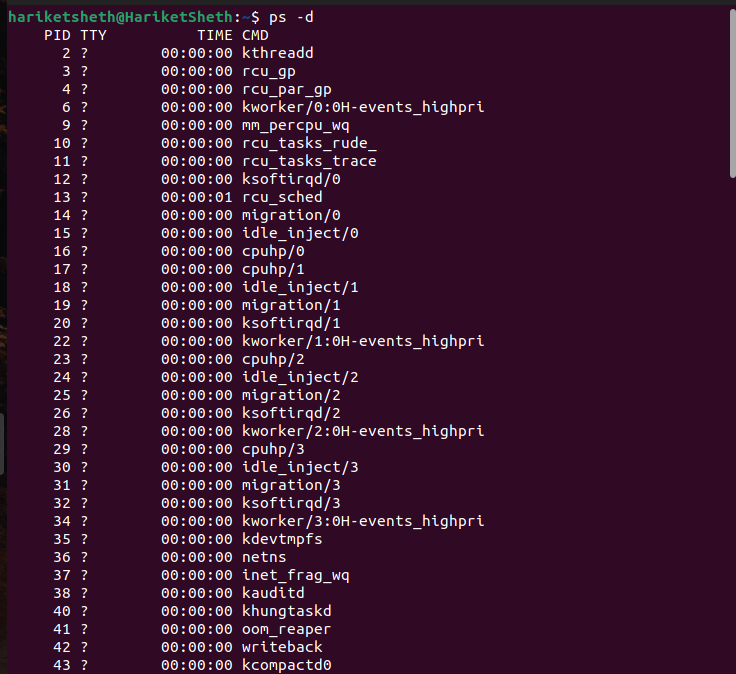 hariketsheth@HariketSheth:~$ ps -d
    PID TTY          TIME CMD
      2 ?        00:00:00 kthreadd
      3 ?        00:00:00 rcu_gp
      4 ?        00:00:00 rcu_par_gp
      6 ?        00:00:00 kworker/0:0H-events_highpri
      9 ?        00:00:00 mm_percpu_wq
     10 ?        00:00:00 rcu_tasks_rude_
     11 ?        00:00:00 rcu_tasks_trace
     12 ?        00:00:00 ksoftirqd/0
     13 ?        00:00:01 rcu_sched
     14 ?        00:00:00 migration/0
     15 ?        00:00:00 idle_inject/0
     16 ?        00:00:00 cpuhp/0
     17 ?        00:00:00 cpuhp/1
     18 ?        00:00:00 idle_inject/1
     19 ?        00:00:00 migration/1
     20 ?        00:00:00 ksoftirqd/1
     22 ?        00:00:00 kworker/1:0H-events_highpri
     23 ?        00:00:00 cpuhp/2
     24 ?        00:00:00 idle_inject/2
     25 ?        00:00:00 migration/2
     26 ?        00:00:00 ksoftirqd/2
     28 ?        00:00:00 kworker/2:0H-events_highpri
     29 ?        00:00:00 cpuhp/3
     30 ?        00:00:00 idle_inject/3
     31 ?        00:00:00 migration/3
     32 ?        00:00:00 ksoftirqd/3
     34 ?        00:00:00 kworker/3:0H-events_highpri
     35 ?        00:00:00 kdevtmpfs
     36 ?        00:00:00 netns
     37 ?        00:00:00 inet_frag_wq
     38 ?        00:00:00 kauditd
     40 ?        00:00:00 khungtaskd
     41 ?        00:00:00 oom_reaper
     42 ?        00:00:00 writeback
     43 ?        00:00:00 kcompactd0